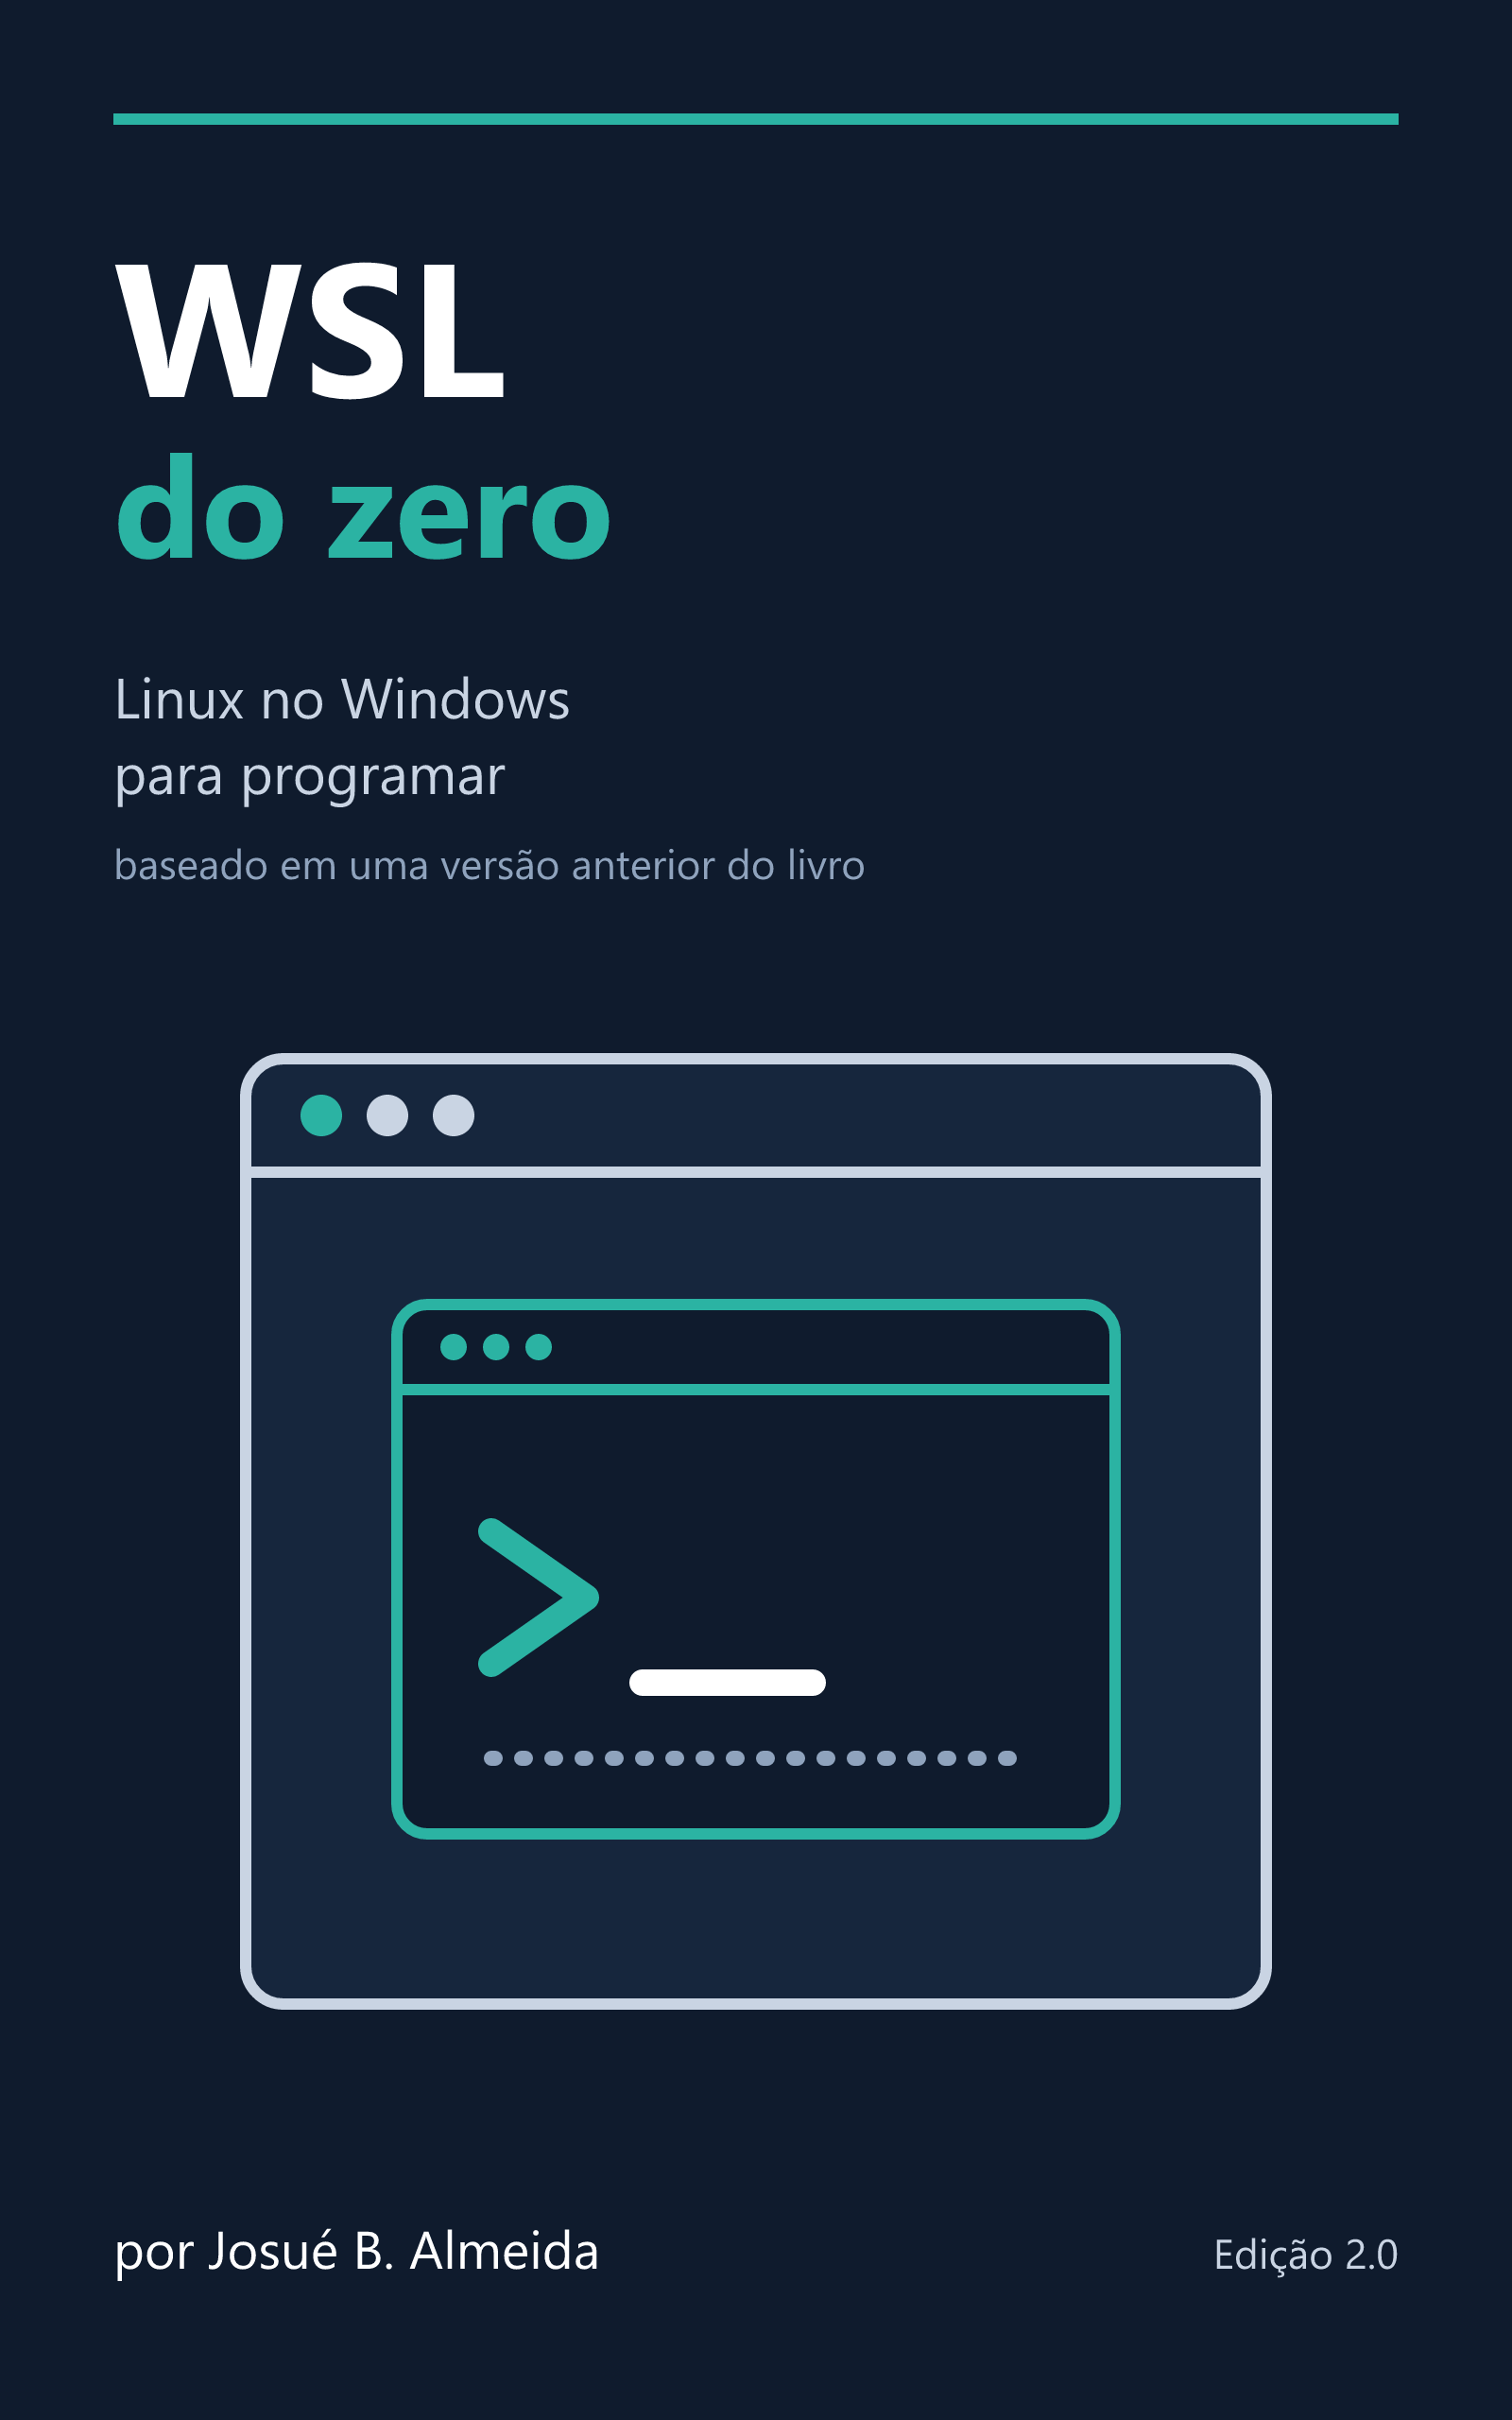 WSL
do zero
Linux no Windows
para programar
baseado em uma versão anterior do livro
por Josué B. Almeida
Edição 2.0